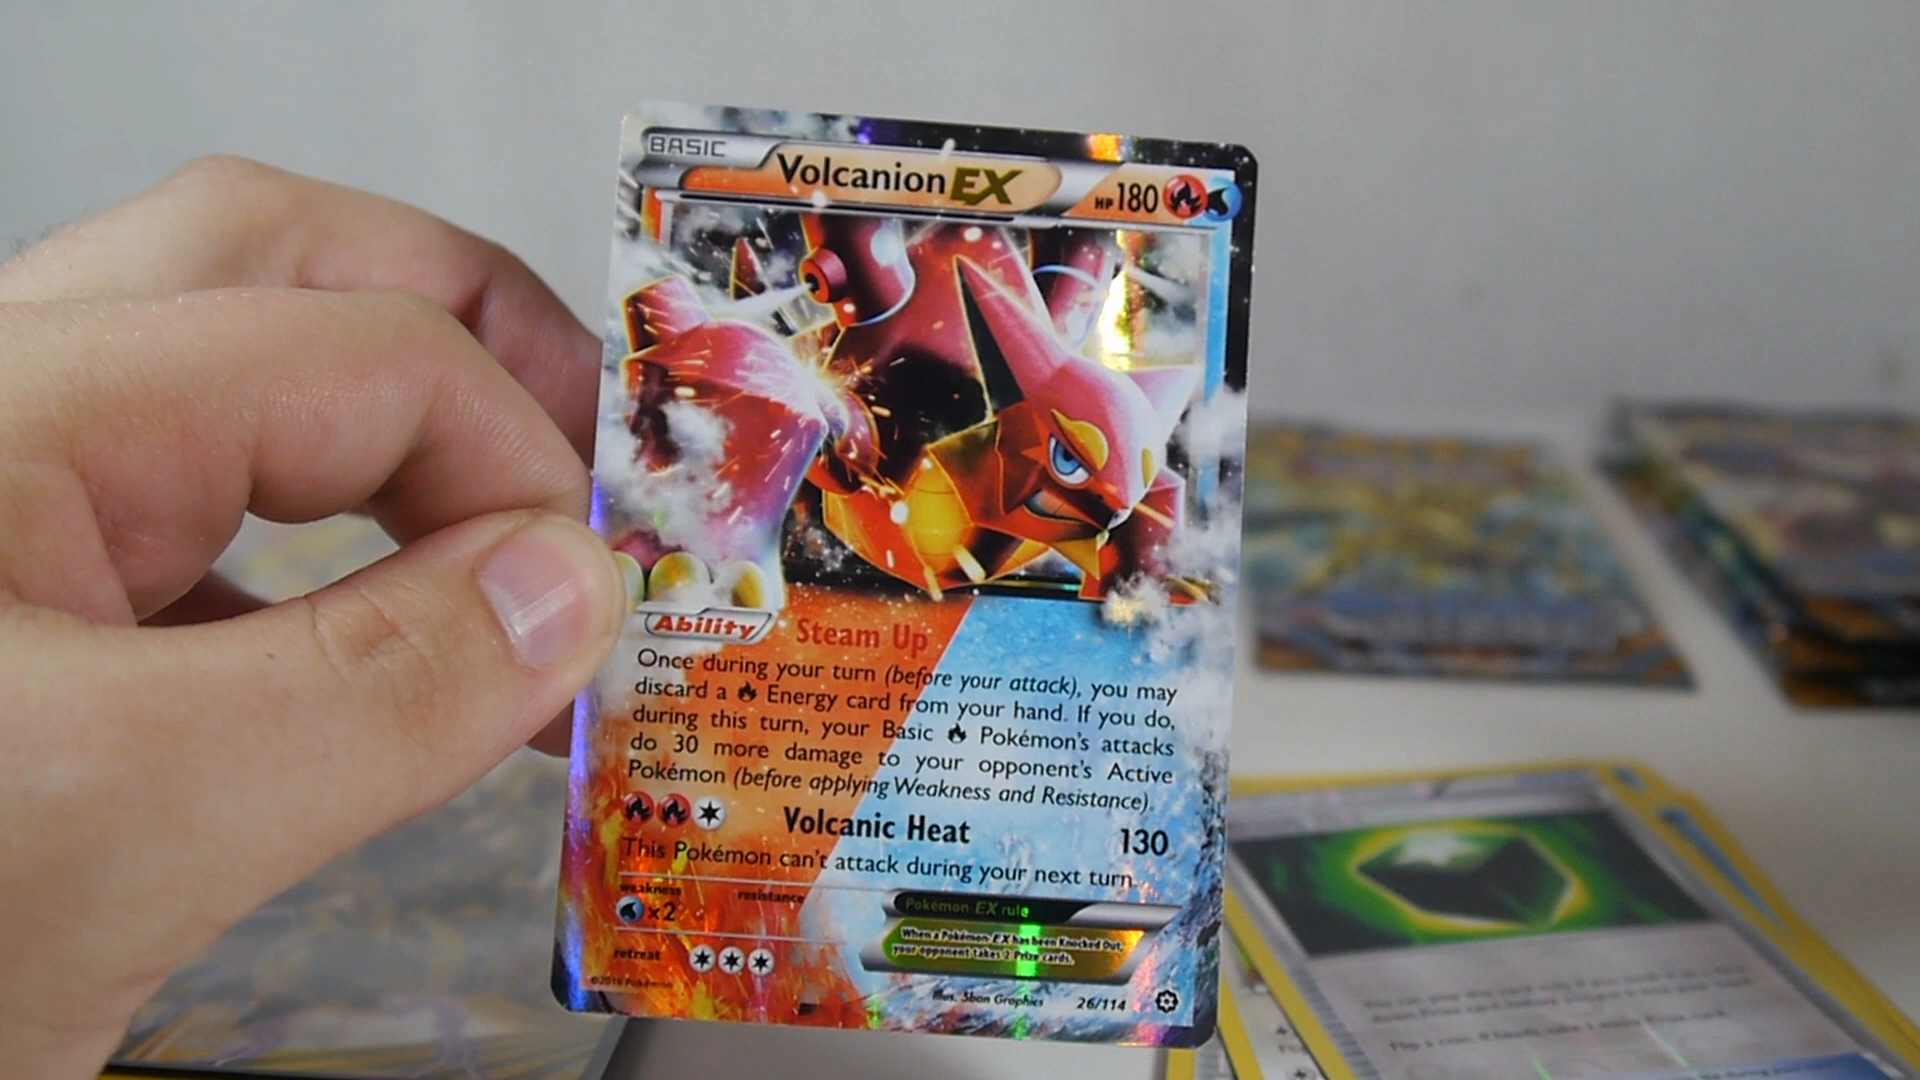 BASIC
Volcanion EX
HP 180
Ability Steam Up
Once during your turn (before your attack), you may
discard a Energy card from your hand. If you do,
during this turn, your Basic Pokémon's attacks
do 30 more damage to your opponent's Active
Pokémon (before applying Weakness and Resistance).
Volcanic Heat 130
This Pokémon can't attack during your next turn.
weakness resistance
×2
Pokémon-EX rule
When a Pokémon-EX has been Knocked Out,
your opponent takes 2 Prize cards.
retreat
©2016 Pokémon
Illus. 5ban Graphics 26/114